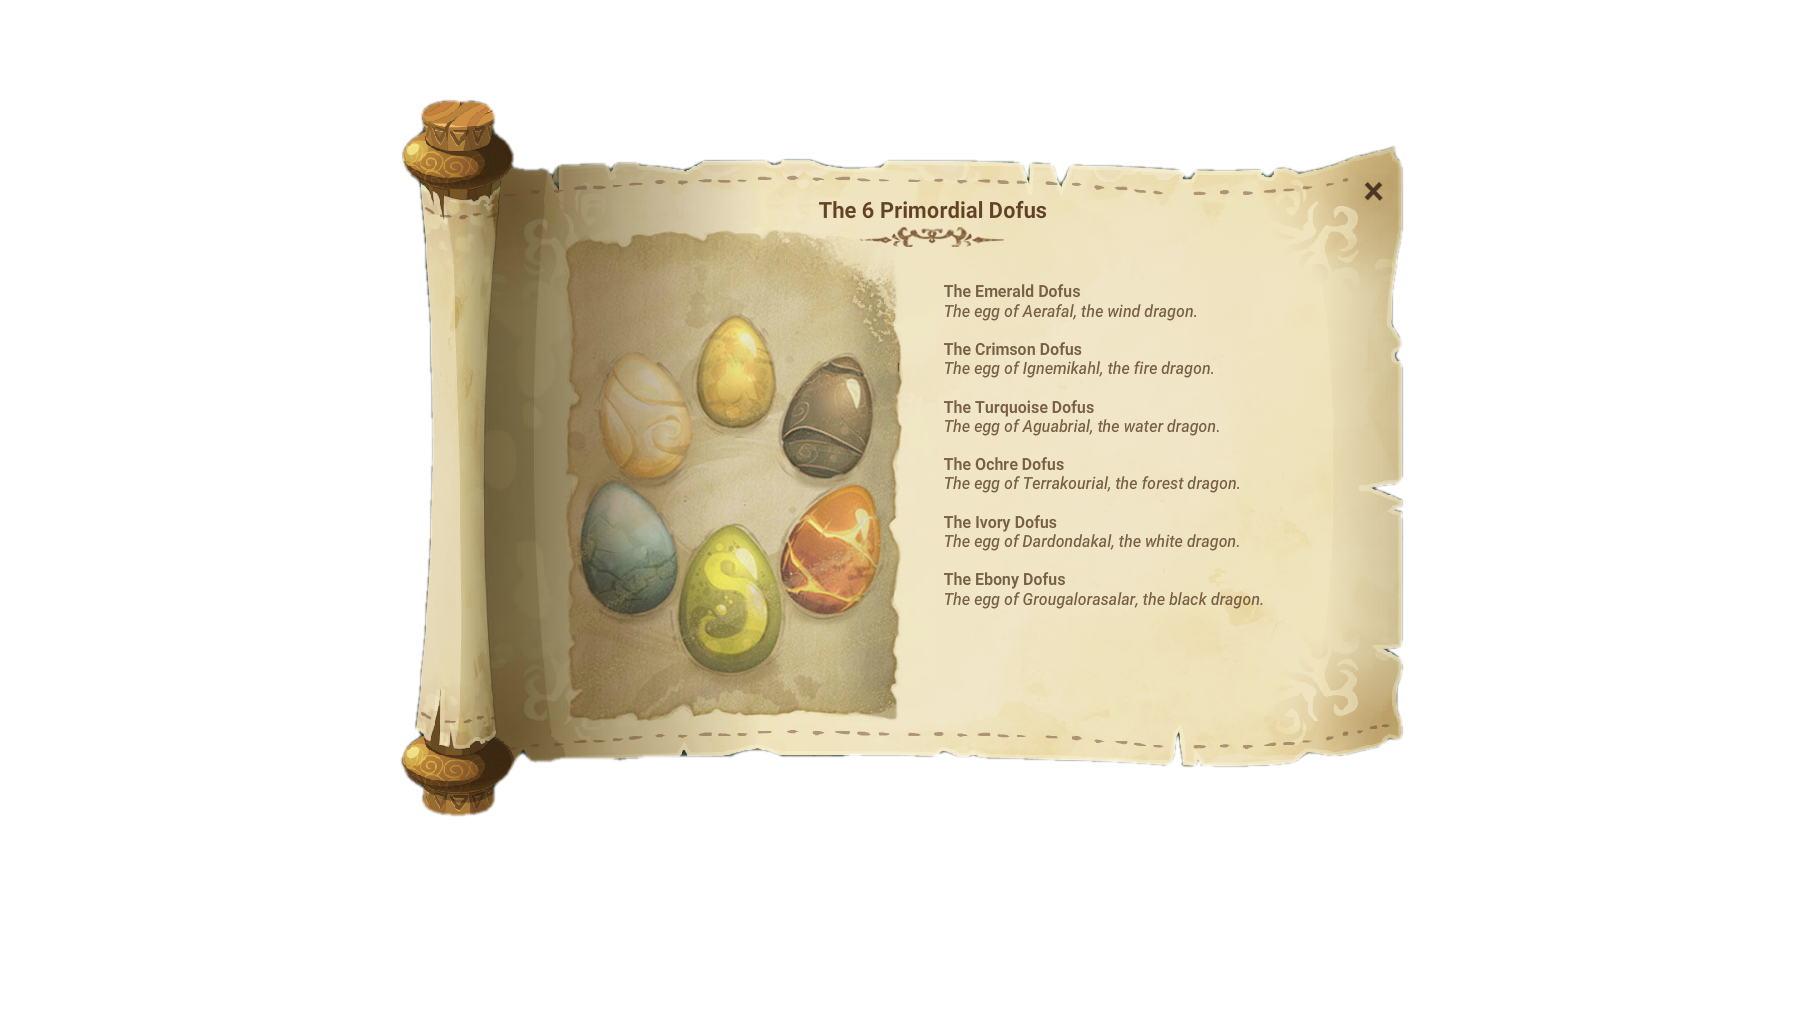 The 6 Primordial Dofus
The Emerald Dofus
The egg of Aerafal, the wind dragon.
The Crimson Dofus
The egg of Ignemikahl, the fire dragon.
The Turquoise Dofus
The egg of Aguabrial, the water dragon.
The Ochre Dofus
The egg of Terrakourial, the forest dragon.
The Ivory Dofus
The egg of Dardondakal, the white dragon.
The Ebony Dofus
The egg of Grougalorasalar, the black dragon.